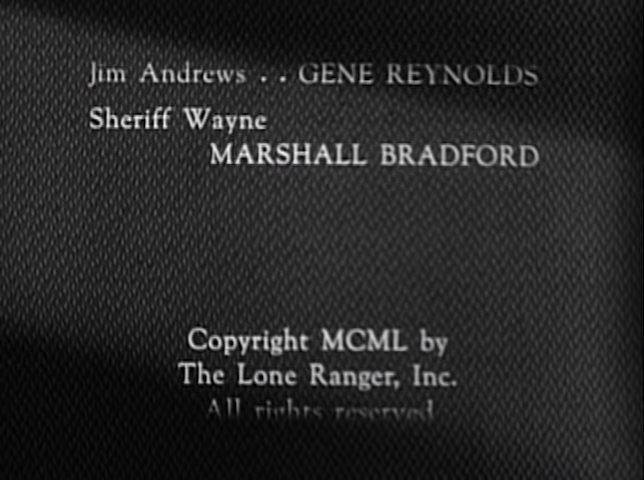 Jim Andrews . . GENE REYNOLDS
Sheriff Wayne
MARSHALL BRADFORD
Copyright MCML by
The Lone Ranger, Inc.
All rights reserved